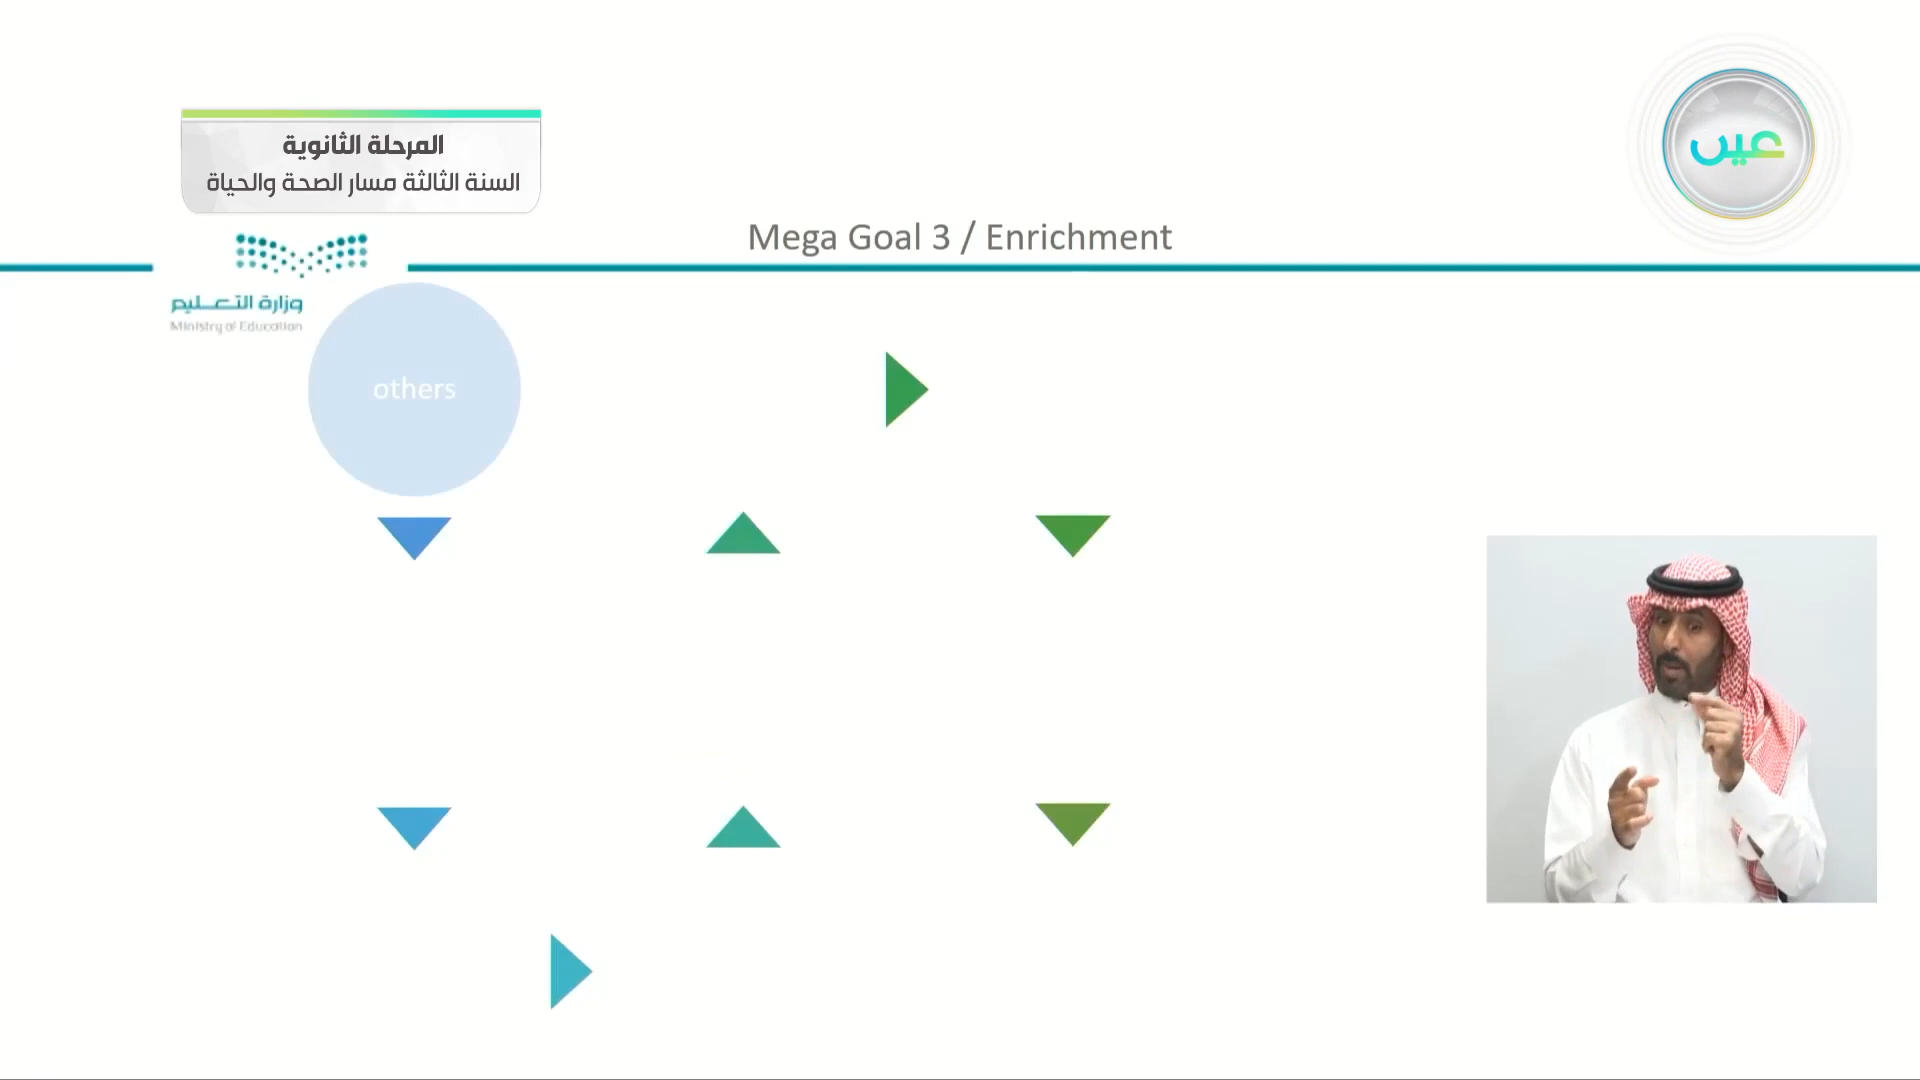 المرحلة الثانوية
السنة الثالثة مسار الصحة والحياة
عين
Mega Goal 3 / Enrichment
وزارة التعليم
Ministry of Education
others